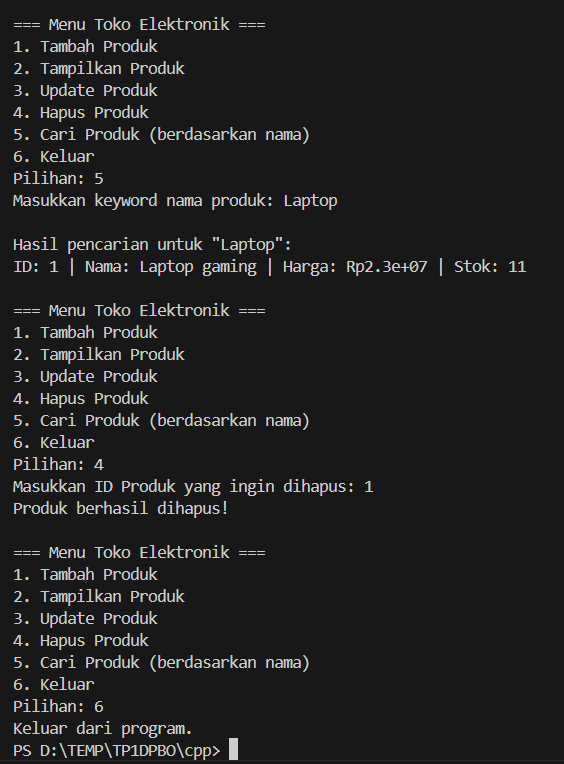 === Menu Toko Elektronik ===
1. Tambah Produk
2. Tampilkan Produk
3. Update Produk
4. Hapus Produk
5. Cari Produk (berdasarkan nama)
6. Keluar
Pilihan: 5
Masukkan keyword nama produk: Laptop

Hasil pencarian untuk "Laptop":
ID: 1 | Nama: Laptop gaming | Harga: Rp2.3e+07 | Stok: 11

=== Menu Toko Elektronik ===
1. Tambah Produk
2. Tampilkan Produk
3. Update Produk
4. Hapus Produk
5. Cari Produk (berdasarkan nama)
6. Keluar
Pilihan: 4
Masukkan ID Produk yang ingin dihapus: 1
Produk berhasil dihapus!

=== Menu Toko Elektronik ===
1. Tambah Produk
2. Tampilkan Produk
3. Update Produk
4. Hapus Produk
5. Cari Produk (berdasarkan nama)
6. Keluar
Pilihan: 6
Keluar dari program.
PS D:\TEMP\TP1DPBO\cpp>